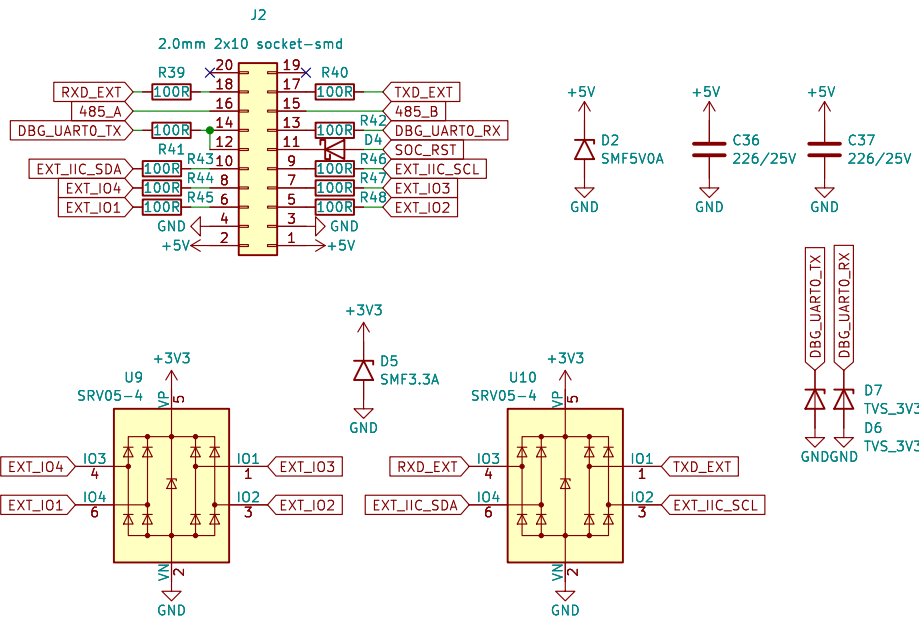 J2
2.0mm 2x10 socket-smd
20 19
R39 R40
RXD_EXT 100R 18 17 100R TXD_EXT
485_A 16 15 485_B
DBG_UART0_TX 100R 14 13 100R R42 DBG_UART0_RX
R41 12 11 D4 SOC_RST
EXT_IIC_SDA R43 100R 10 9 100R R46 EXT_IIC_SCL
EXT_IO4 R44 100R 8 7 100R R47 EXT_IO3
EXT_IO1 R45 100R 6 5 100R R48 EXT_IO2
GND 4 3 GND
+5V 2 1 +5V
+5V
D2
SMF5V0A
GND
+5V
C36
226/25V
GND
+5V
C37
226/25V
GND
DBG_UART0_TX
DBG_UART0_RX
D7
TVS_3V3
D6
TVS_3V3
GND GND
+3V3
D5
SMF3.3A
GND
+3V3
U9
SRV05-4
VP 5
EXT_IO4 IO3 4
IO1 1 EXT_IO3
EXT_IO1 IO4 6
IO2 3 EXT_IO2
VN 2
GND
+3V3
U10
SRV05-4
VP 5
RXD_EXT IO3 4
IO1 1 TXD_EXT
EXT_IIC_SDA IO4 6
IO2 3 EXT_IIC_SCL
VN 2
GND